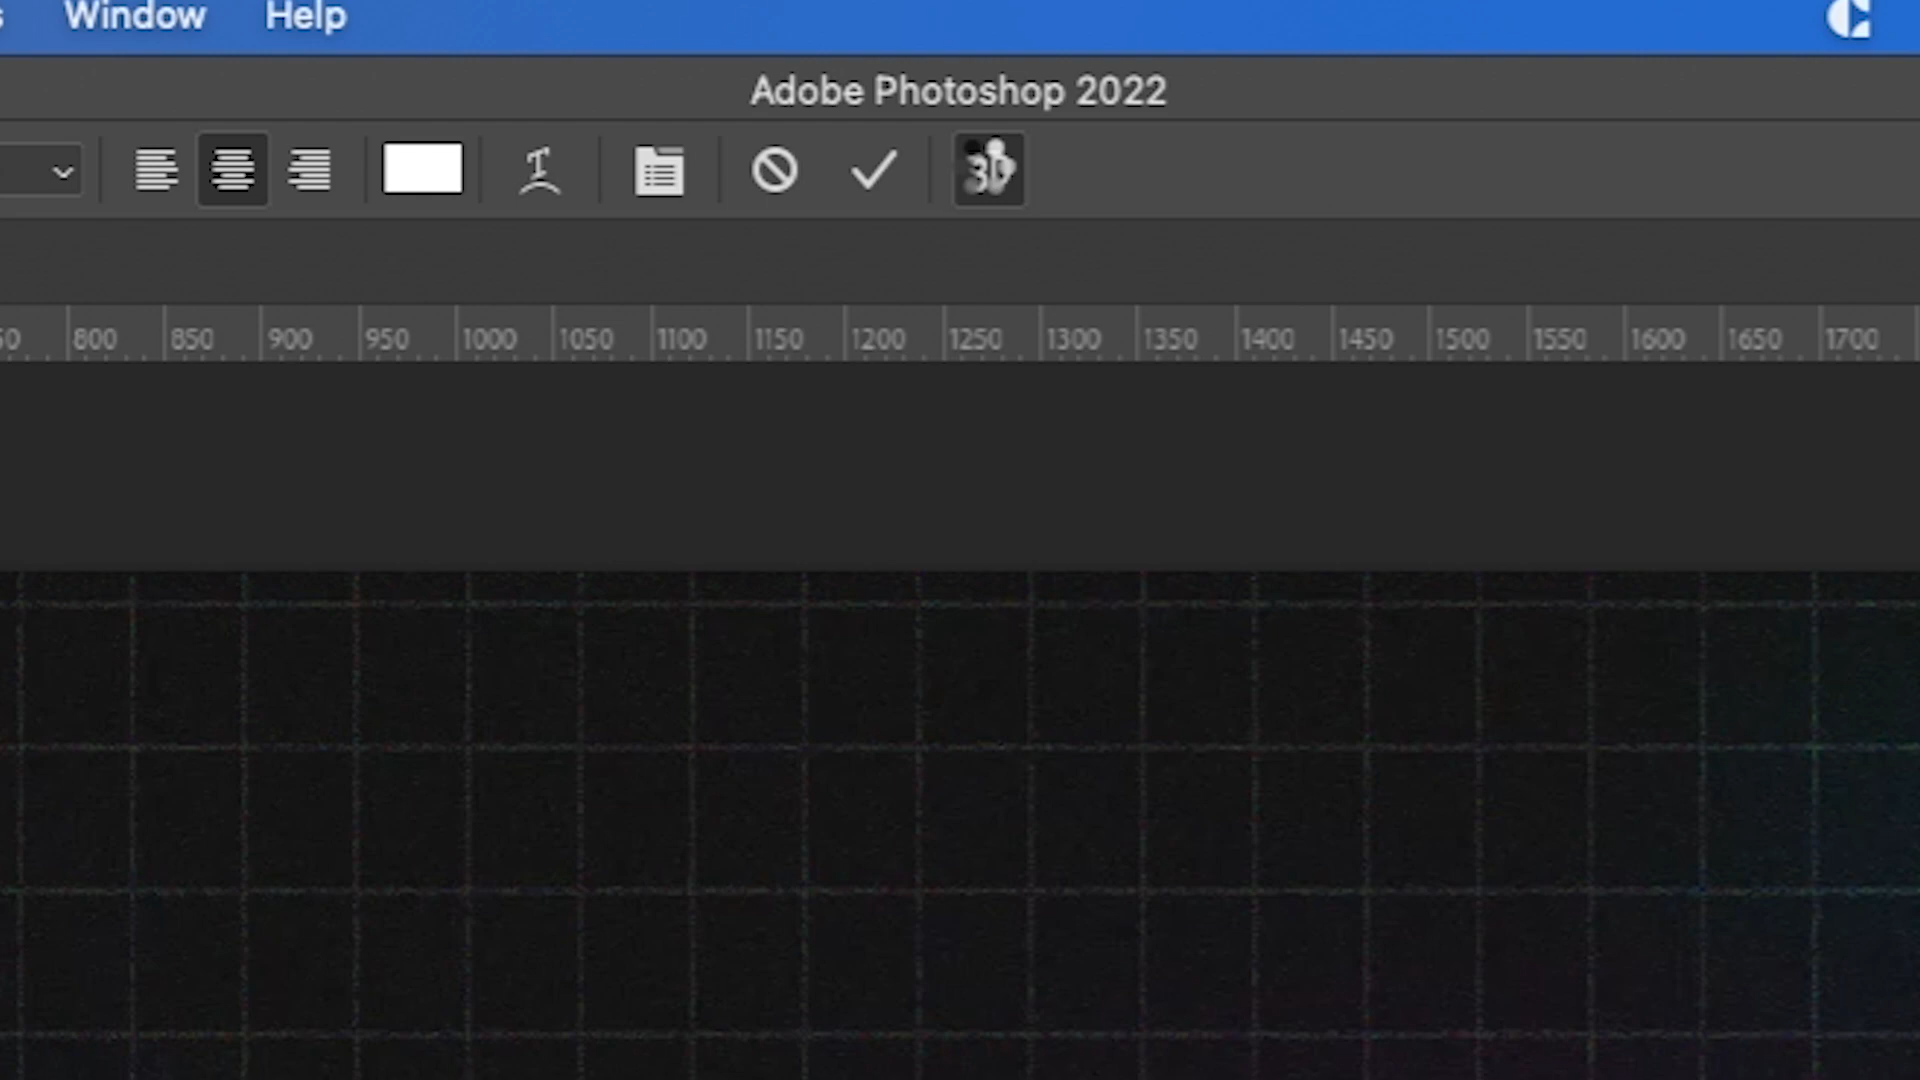 Window Help
Adobe Photoshop 2022
3D
800 850 900 950 1000 1050 1100 1150 1200 1250 1300 1350 1400 1450 1500 1550 1600 1650 1700